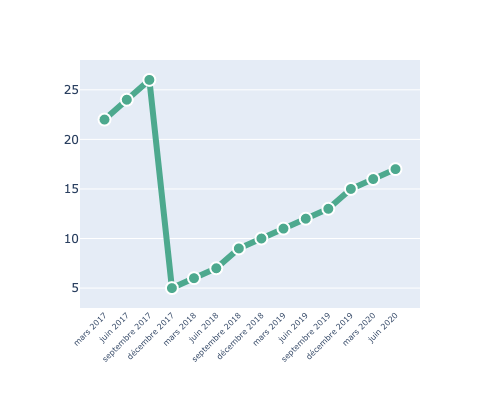 25
20
15
10
5
mars 2017
juin 2017
septembre 2017
décembre 2017
mars 2018
juin 2018
septembre 2018
décembre 2018
mars 2019
juin 2019
septembre 2019
décembre 2019
mars 2020
juin 2020